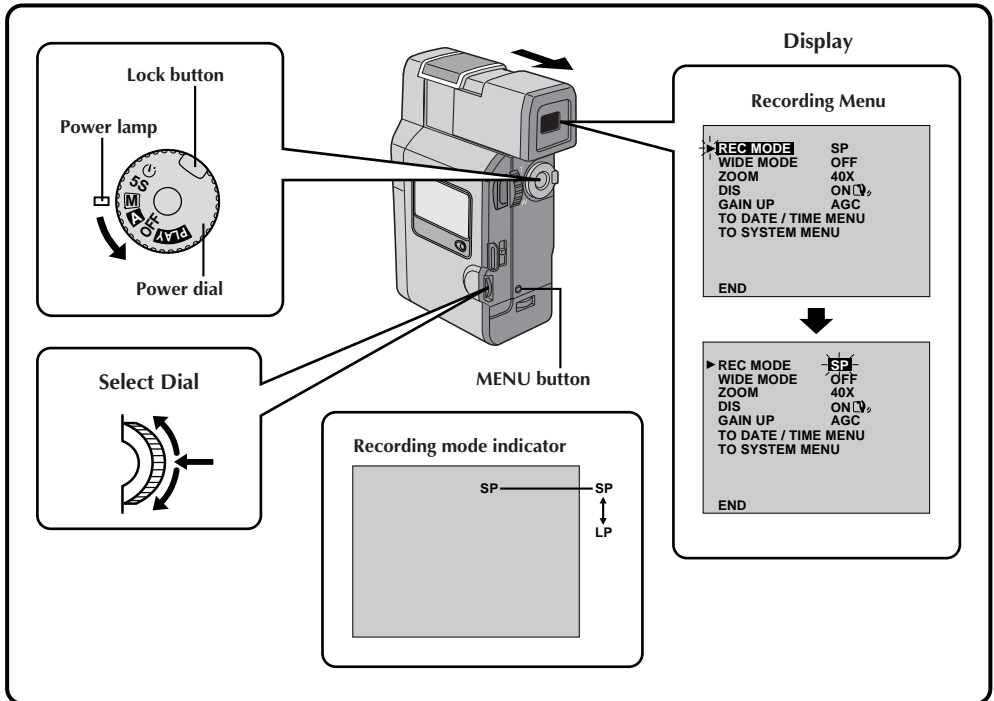 Display
Lock button
Power lamp
5S
M
A
OFF
PLAY
Power dial
Recording Menu
REC MODE SP
WIDE MODE OFF
ZOOM 40X
DIS ON
GAIN UP AGC
TO DATE / TIME MENU
TO SYSTEM MENU
END
REC MODE SP
WIDE MODE OFF
ZOOM 40X
DIS ON
GAIN UP AGC
TO DATE / TIME MENU
TO SYSTEM MENU
END
Select Dial
MENU button
Recording mode indicator
SP SP
LP